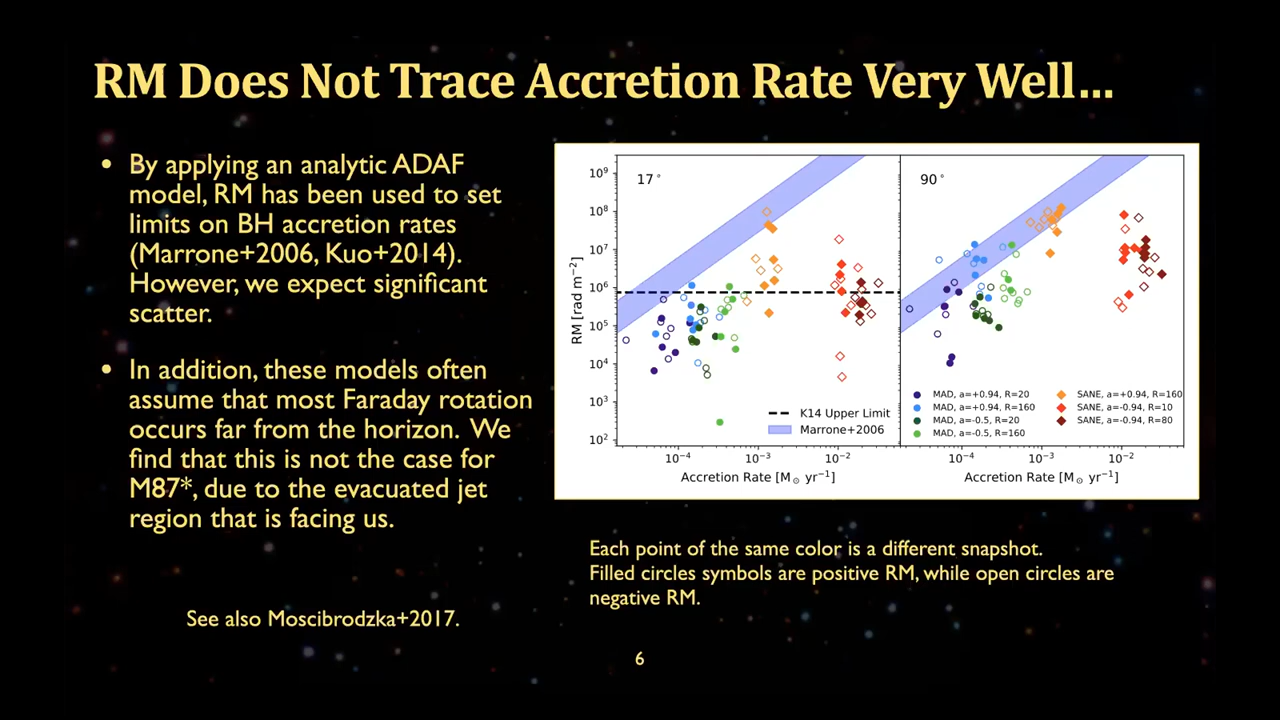 RM Does Not Trace Accretion Rate Very Well...
• By applying an analytic ADAF
model, RM has been used to set
limits on BH accretion rates
(Marrone+2006, Kuo+2014).
However, we expect significant
scatter.
• In addition, these models often
assume that most Faraday rotation
occurs far from the horizon. We
find that this is not the case for
M87*, due to the evacuated jet
region that is facing us.
See also Moscibrodzka+2017.
RM [rad m⁻²]
10⁹
10⁸
10⁷
10⁶
10⁵
10⁴
10³
10²
17°
K14 Upper Limit
Marrone+2006
10⁻⁴ 10⁻³ 10⁻²
Accretion Rate [M⊙ yr⁻¹]
90°
MAD, a=+0.94, R=20
MAD, a=+0.94, R=160
MAD, a=-0.5, R=20
MAD, a=-0.5, R=160
SANE, a=+0.94, R=160
SANE, a=-0.94, R=10
SANE, a=-0.94, R=80
10⁻⁴ 10⁻³ 10⁻²
Accretion Rate [M⊙ yr⁻¹]
Each point of the same color is a different snapshot.
Filled circles symbols are positive RM, while open circles are
negative RM.
6